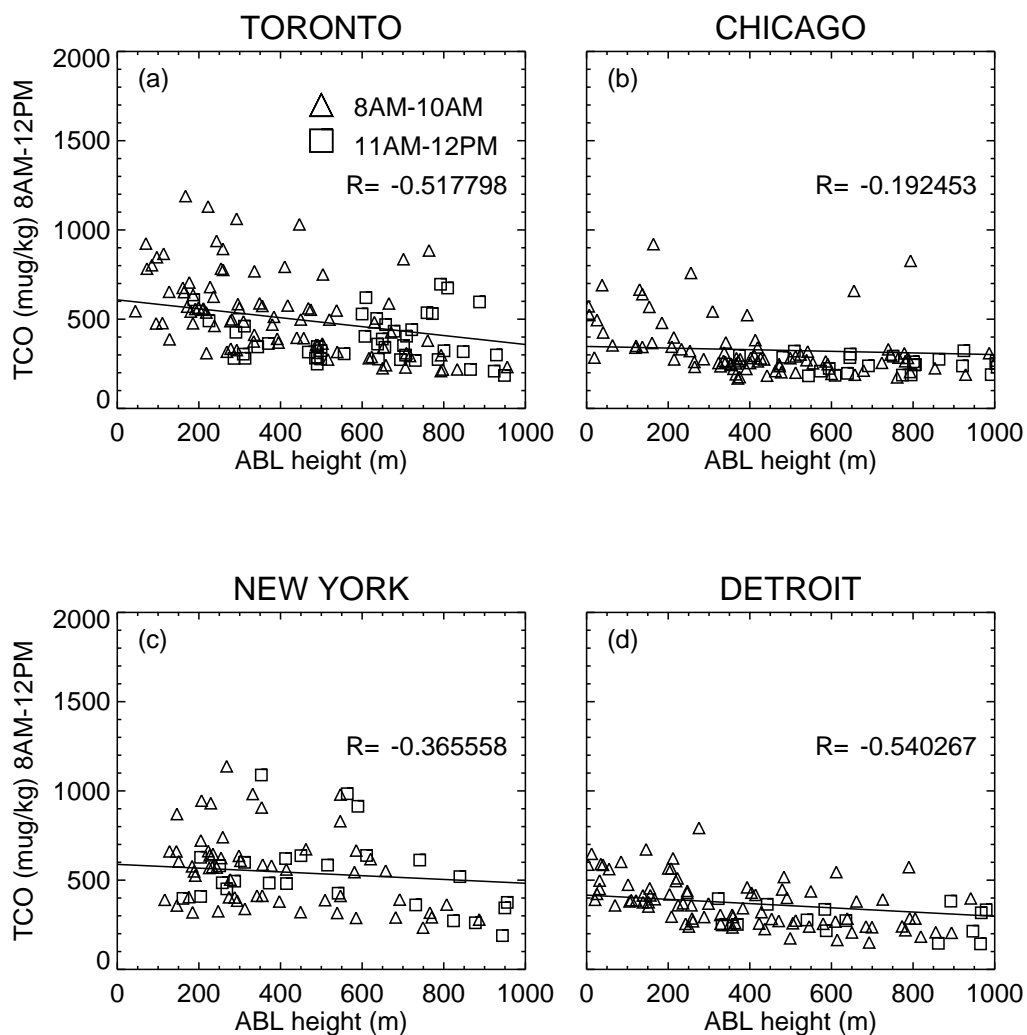 TORONTO
TCO (mug/kg) 8AM-12PM
2000
1500
1000
500
0
(a)
8AM-10AM
11AM-12PM
R= -0.517798
0 200 400 600 800 1000
ABL height (m)
CHICAGO
(b)
R= -0.192453
0 200 400 600 800 1000
ABL height (m)
NEW YORK
TCO (mug/kg) 8AM-12PM
2000
1500
1000
500
0
(c)
R= -0.365558
0 200 400 600 800 1000
ABL height (m)
DETROIT
(d)
R= -0.540267
0 200 400 600 800 1000
ABL height (m)